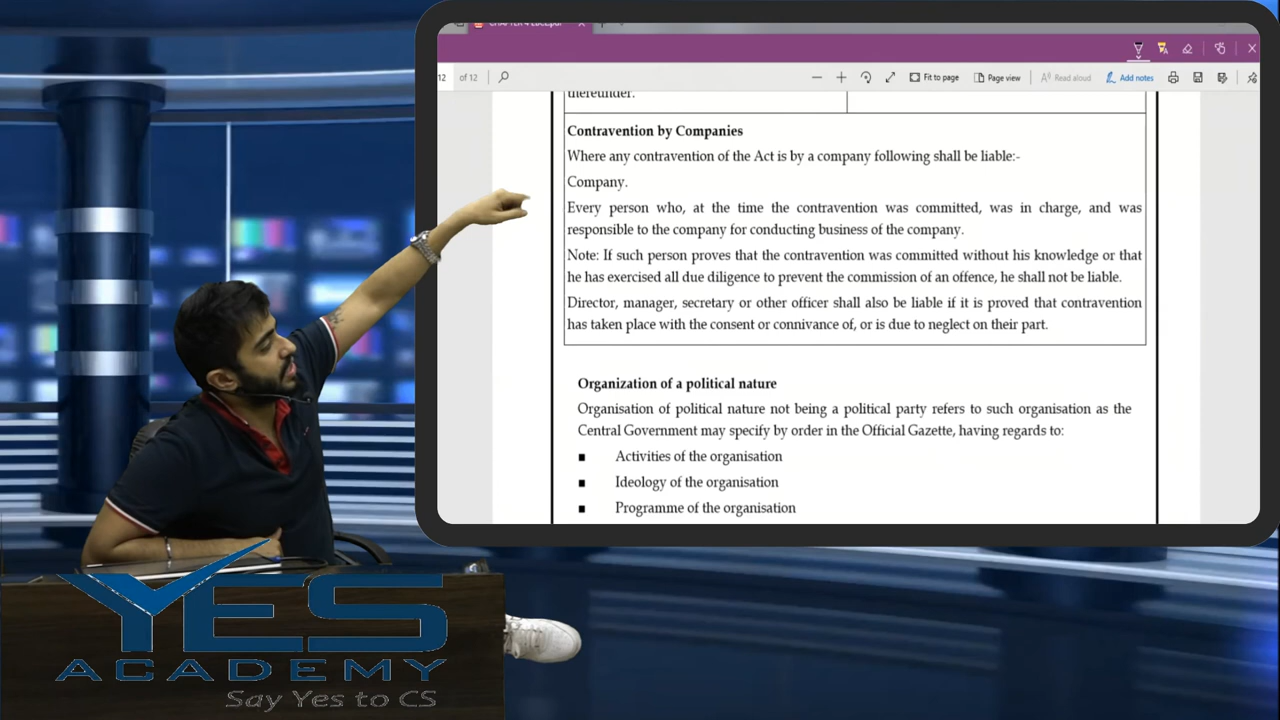 12 of 12
Fit to page
Page view
Read aloud
Add notes
thereunder.
Contravention by Companies
Where any contravention of the Act is by a company following shall be liable:-
Company.
Every person who, at the time the contravention was committed, was in charge, and was
responsible to the company for conducting business of the company.
Note: If such person proves that the contravention was committed without his knowledge or that
he has exercised all due diligence to prevent the commission of an offence, he shall not be liable.
Director, manager, secretary or other officer shall also be liable if it is proved that contravention
has taken place with the consent or connivance of, or is due to neglect on their part.
Organization of a political nature
Organisation of political nature not being a political party refers to such organisation as the
Central Government may specify by order in the Official Gazette, having regards to:
■ Activities of the organisation
■ Ideology of the organisation
■ Programme of the organisation
YES
ACADEMY
Say Yes to CS